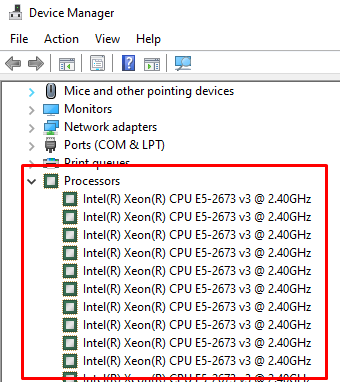 Device Manager
File Action View Help
Mice and other pointing devices
Monitors
Network adapters
Ports (COM & LPT)
Print queues
Processors
Intel(R) Xeon(R) CPU E5-2673 v3 @ 2.40GHz
Intel(R) Xeon(R) CPU E5-2673 v3 @ 2.40GHz
Intel(R) Xeon(R) CPU E5-2673 v3 @ 2.40GHz
Intel(R) Xeon(R) CPU E5-2673 v3 @ 2.40GHz
Intel(R) Xeon(R) CPU E5-2673 v3 @ 2.40GHz
Intel(R) Xeon(R) CPU E5-2673 v3 @ 2.40GHz
Intel(R) Xeon(R) CPU E5-2673 v3 @ 2.40GHz
Intel(R) Xeon(R) CPU E5-2673 v3 @ 2.40GHz
Intel(R) Xeon(R) CPU E5-2673 v3 @ 2.40GHz
Intel(R) Xeon(R) CPU E5-2673 v3 @ 2.40GHz
Intel(R) Xeon(R) CPU E5-2673 v3 @ 2.40GHz